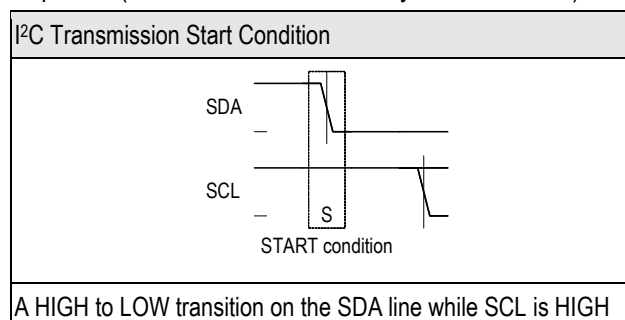 I²C Transmission Start Condition
SDA
SCL
S
START condition
A HIGH to LOW transition on the SDA line while SCL is HIGH